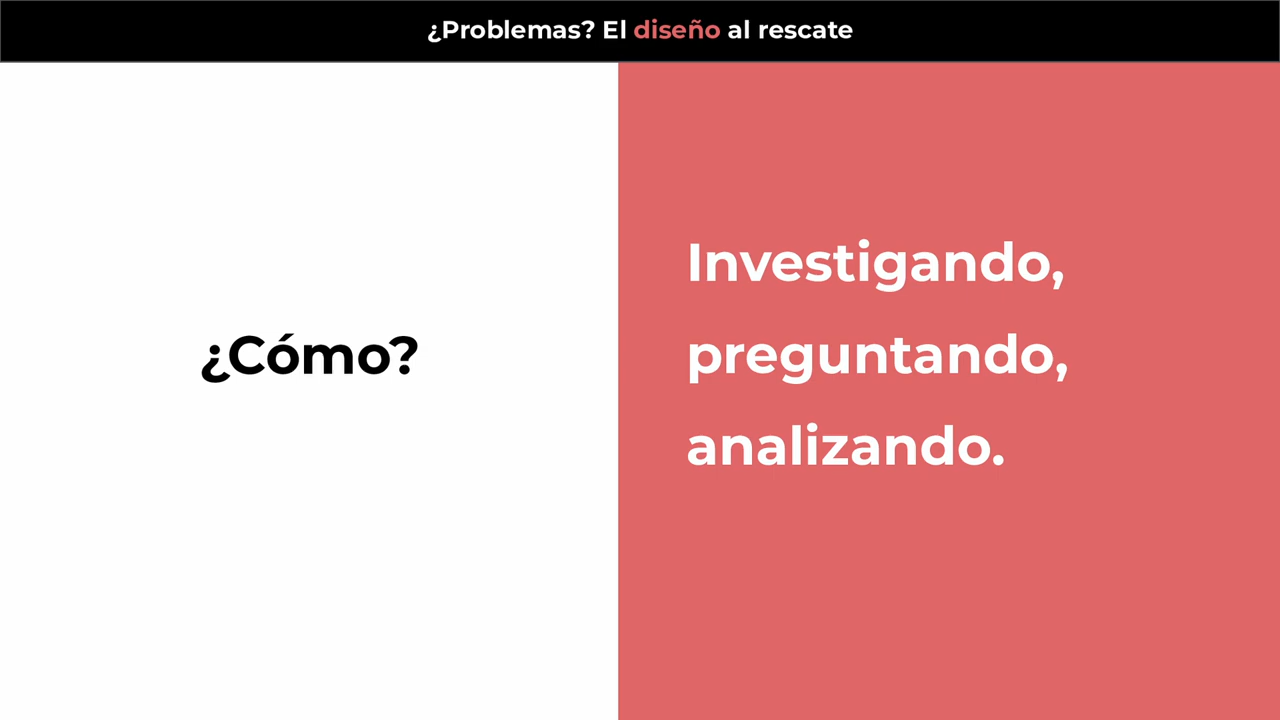 ¿Problemas? El diseño al rescate
¿Cómo?
Investigando,
preguntando,
analizando.